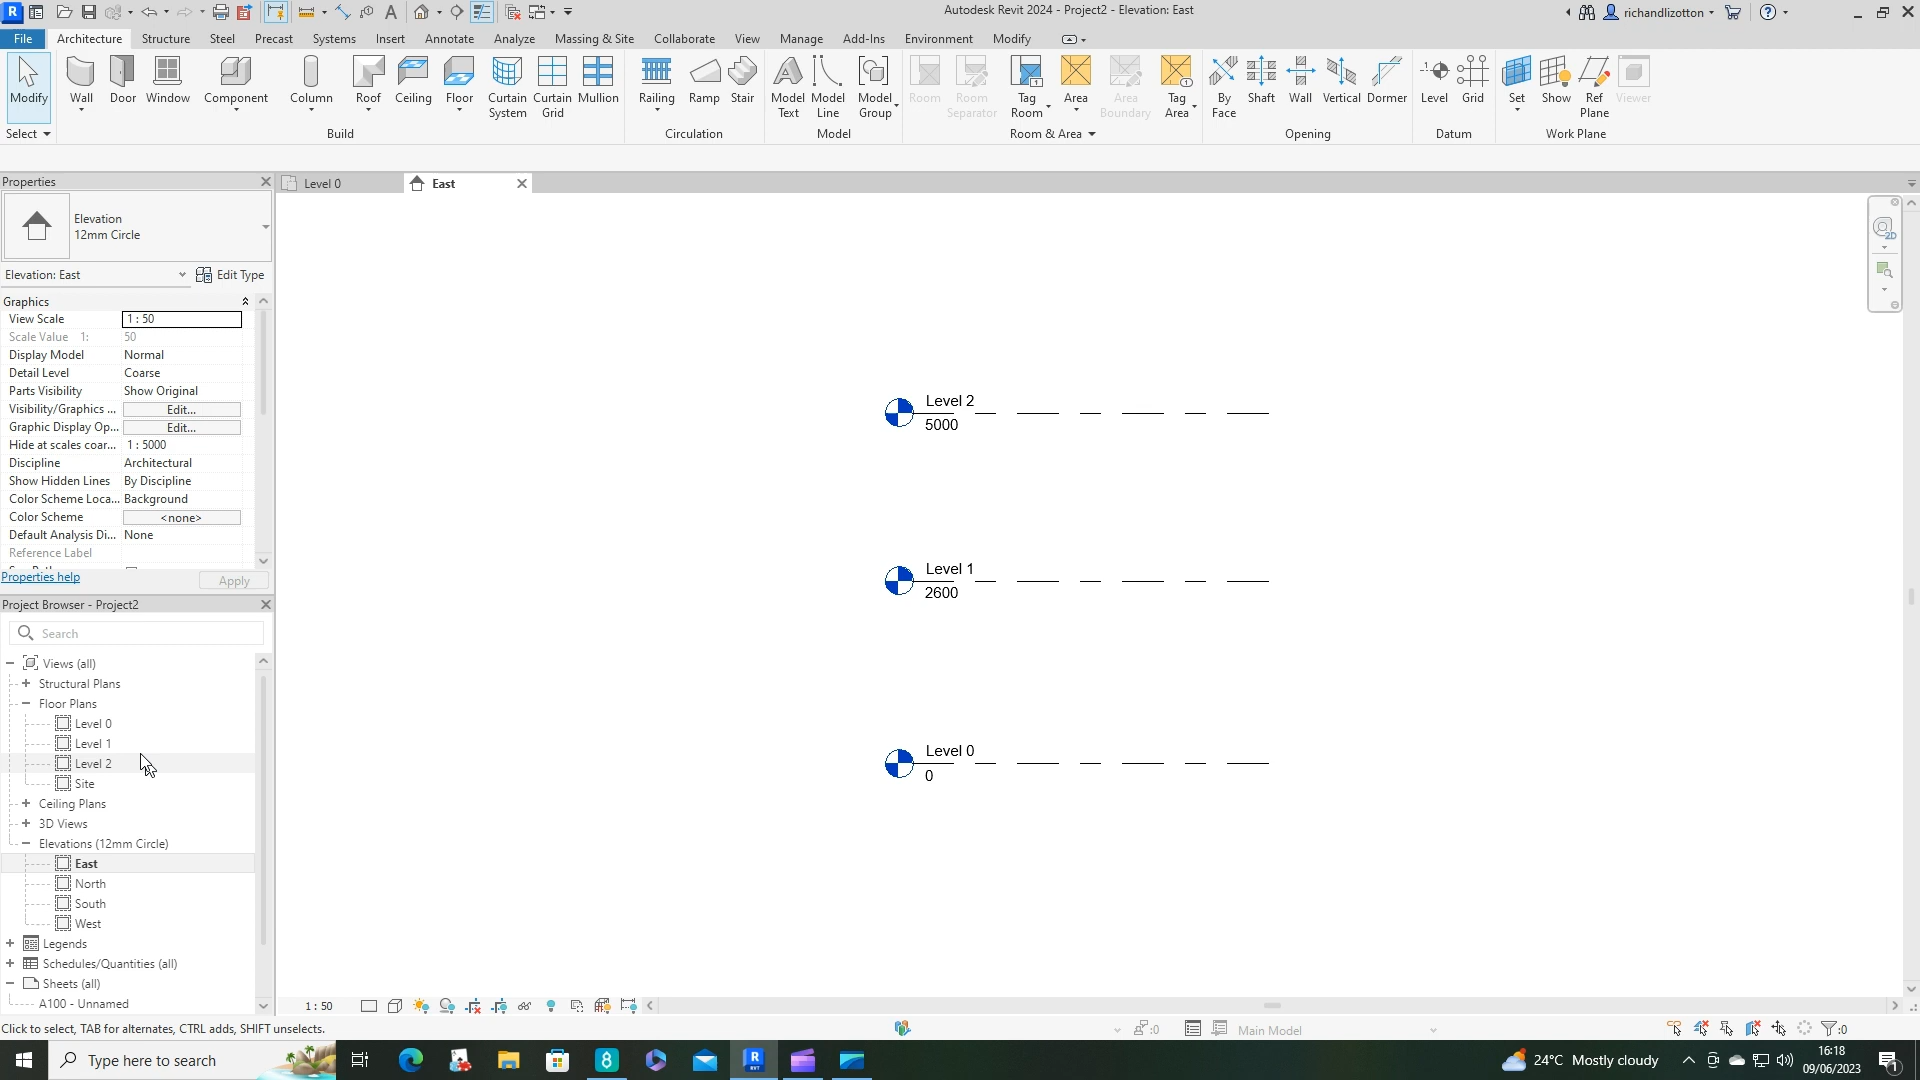 Autodesk Revit 2024 - Project2 - Elevation: East
richandlizotton
File Architecture Structure Steel Precast Systems Insert Annotate Analyze Massing & Site Collaborate View Manage Add-Ins Environment Modify
Modify Wall Door Window Component Column Roof Ceiling Floor Curtain System Curtain Grid Mullion Railing Ramp Stair Model Text Model Line Model Group Room Room Separator Tag Room Area Area Boundary Tag Area By Face Shaft Wall Vertical Dormer Level Grid Set Show Ref Plane Viewer
Select Build Circulation Model Room & Area Opening Datum Work Plane
Properties
Level 0
East
Elevation
12mm Circle
Elevation: East
Edit Type
Graphics
View Scale 1 : 50
Scale Value 1: 50
Display Model Normal
Detail Level Coarse
Parts Visibility Show Original
Visibility/Graphics ... Edit...
Graphic Display Op... Edit...
Hide at scales coar... 1 : 5000
Discipline Architectural
Show Hidden Lines By Discipline
Color Scheme Loca... Background
Color Scheme <none>
Default Analysis Di... None
Reference Label
Properties help
Apply
Project Browser - Project2
Search
Views (all)
Structural Plans
Floor Plans
Level 0
Level 1
Level 2
Site
Ceiling Plans
3D Views
Elevations (12mm Circle)
East
North
South
West
Legends
Schedules/Quantities (all)
Sheets (all)
A100 - Unnamed
Level 2
5000
Level 1
2600
Level 0
0
2D
1 : 50
Click to select, TAB for alternates, CTRL adds, SHIFT unselects.
:0
Main Model
:0
Type here to search
24°C Mostly cloudy
16:18
09/06/2023